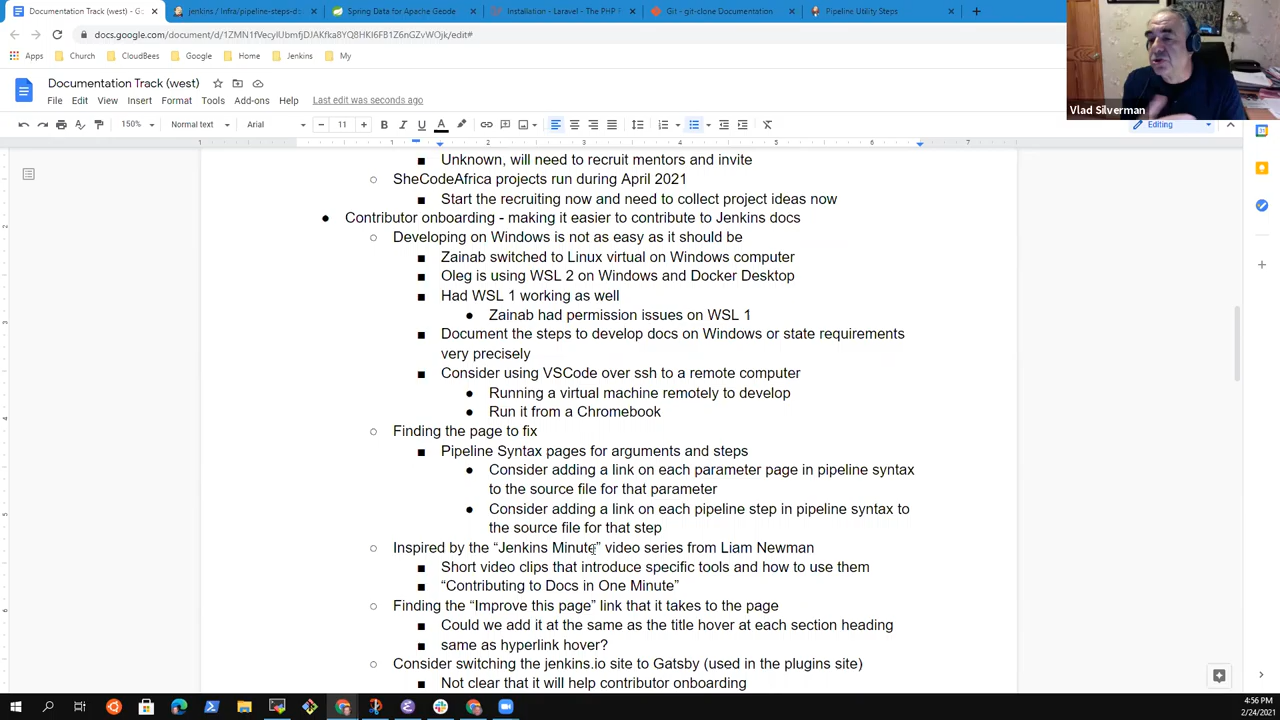 Documentation Track (west) - G
jenkins / Infra/pipeline-steps-d
Spring Data for Apache Geode
Installation - Laravel - The PHP
Git - git-clone Documentation
Pipeline Utility Steps
docs.google.com/document/d/1ZMN1fVecyIUbmfjDJAKfka8YQ8HKI6FB1Z6nGZvWOjk/edit#
Apps
Church
CloudBees
Google
Home
Jenkins
My
Documentation Track (west)
File Edit View Insert Format Tools Add-ons Help Last edit was seconds ago
Vlad Silverman
150% Normal text Arial 11 Editing
Unknown, will need to recruit mentors and invite
SheCodeAfrica projects run during April 2021
Start the recruiting now and need to collect project ideas now
Contributor onboarding - making it easier to contribute to Jenkins docs
Developing on Windows is not as easy as it should be
Zainab switched to Linux virtual on Windows computer
Oleg is using WSL 2 on Windows and Docker Desktop
Had WSL 1 working as well
Zainab had permission issues on WSL 1
Document the steps to develop docs on Windows or state requirements
very precisely
Consider using VSCode over ssh to a remote computer
Running a virtual machine remotely to develop
Run it from a Chromebook
Finding the page to fix
Pipeline Syntax pages for arguments and steps
Consider adding a link on each parameter page in pipeline syntax
to the source file for that parameter
Consider adding a link on each pipeline step in pipeline syntax to
the source file for that step
Inspired by the “Jenkins Minute” video series from Liam Newman
Short video clips that introduce specific tools and how to use them
“Contributing to Docs in One Minute”
Finding the “Improve this page” link that it takes to the page
Could we add it at the same as the title hover at each section heading
same as hyperlink hover?
Consider switching the jenkins.io site to Gatsby (used in the plugins site)
Not clear that it will help contributor onboarding
4:56 PM
2/24/2021